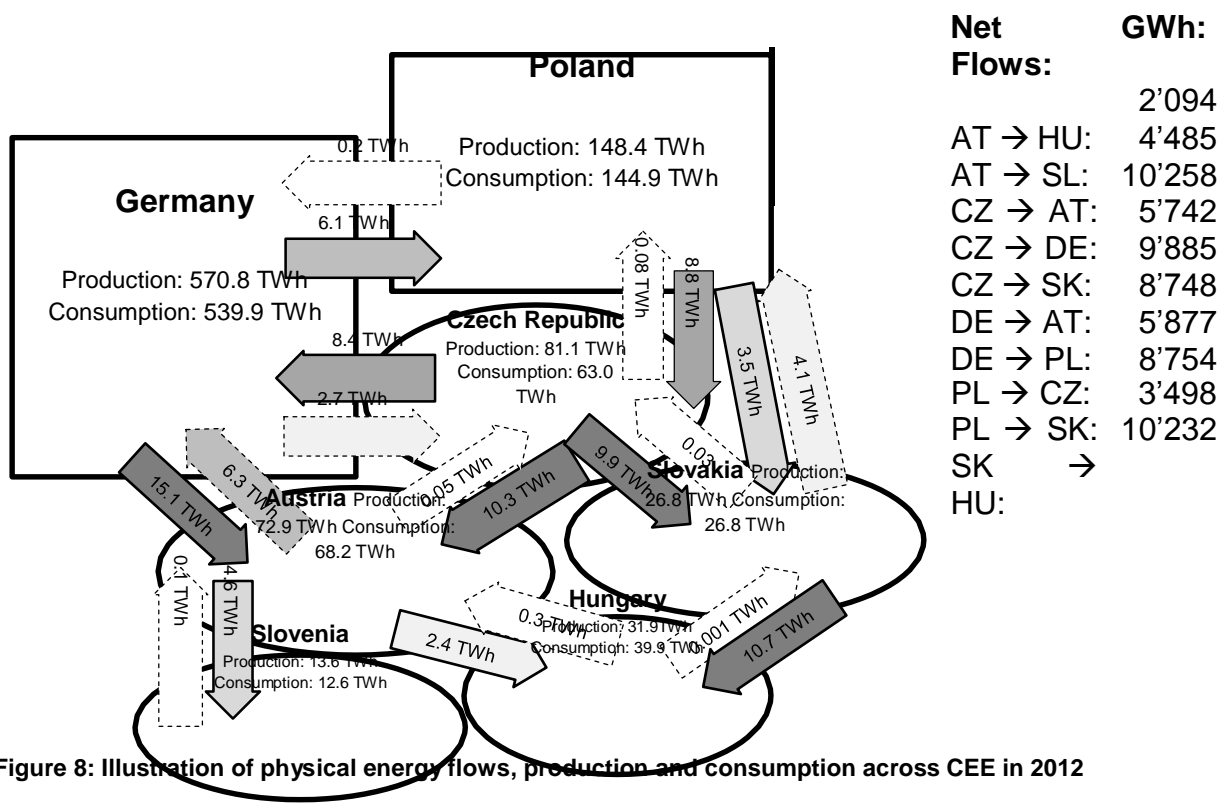 Net GWh:
Flows:
2’094
AT → HU: 4’485
AT → SL: 10’258
CZ → AT: 5’742
CZ → DE: 9’885
CZ → SK: 8’748
DE → AT: 5’877
DE → PL: 8’754
PL → CZ: 3’498
PL → SK: 10’232
SK →
HU:
Poland
Production: 148.4 TWh
Consumption: 144.9 TWh
0.2 TWh
6.1 TWh
Germany
Production: 570.8 TWh
Consumption: 539.9 TWh
0.08 TWh
8.8 TWh
3.5 TWh
4.1 TWh
Czech Republic
Production: 81.1 TWh
Consumption: 63.0
TWh
8.4 TWh
2.7 TWh
15.1 TWh
6.3 TWh
0.05 TWh
10.3 TWh
9.9 TWh
0.03
Slovakia Production:
26.8 TWh Consumption:
26.8 TWh
Austria Production:
72.9 TWh Consumption:
68.2 TWh
0.1 TWh
4.6 TWh
Slovenia
Production: 13.6 TWh
Consumption: 12.6 TWh
2.4 TWh
0.3 TWh
Hungary
Production: 31.9TWh
Consumption: 39.9 TWh
0.001 TWh
10.7 TWh
Figure 8: Illustration of physical energy flows, production and consumption across CEE in 2012